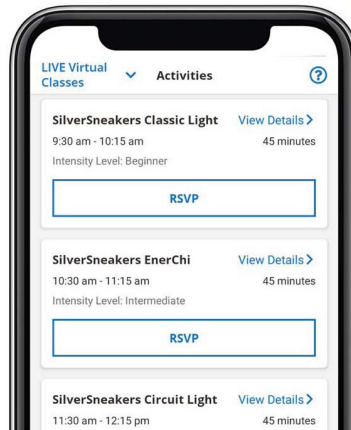 LIVE Virtual
Classes
Activities
?
SilverSneakers Classic Light View Details >
9:30 am - 10:15 am 45 minutes
Intensity Level: Beginner
RSVP
SilverSneakers EnerChi View Details >
10:30 am - 11:15 am 45 minutes
Intensity Level: Intermediate
RSVP
SilverSneakers Circuit Light View Details >
11:30 am - 12:15 pm 45 minutes